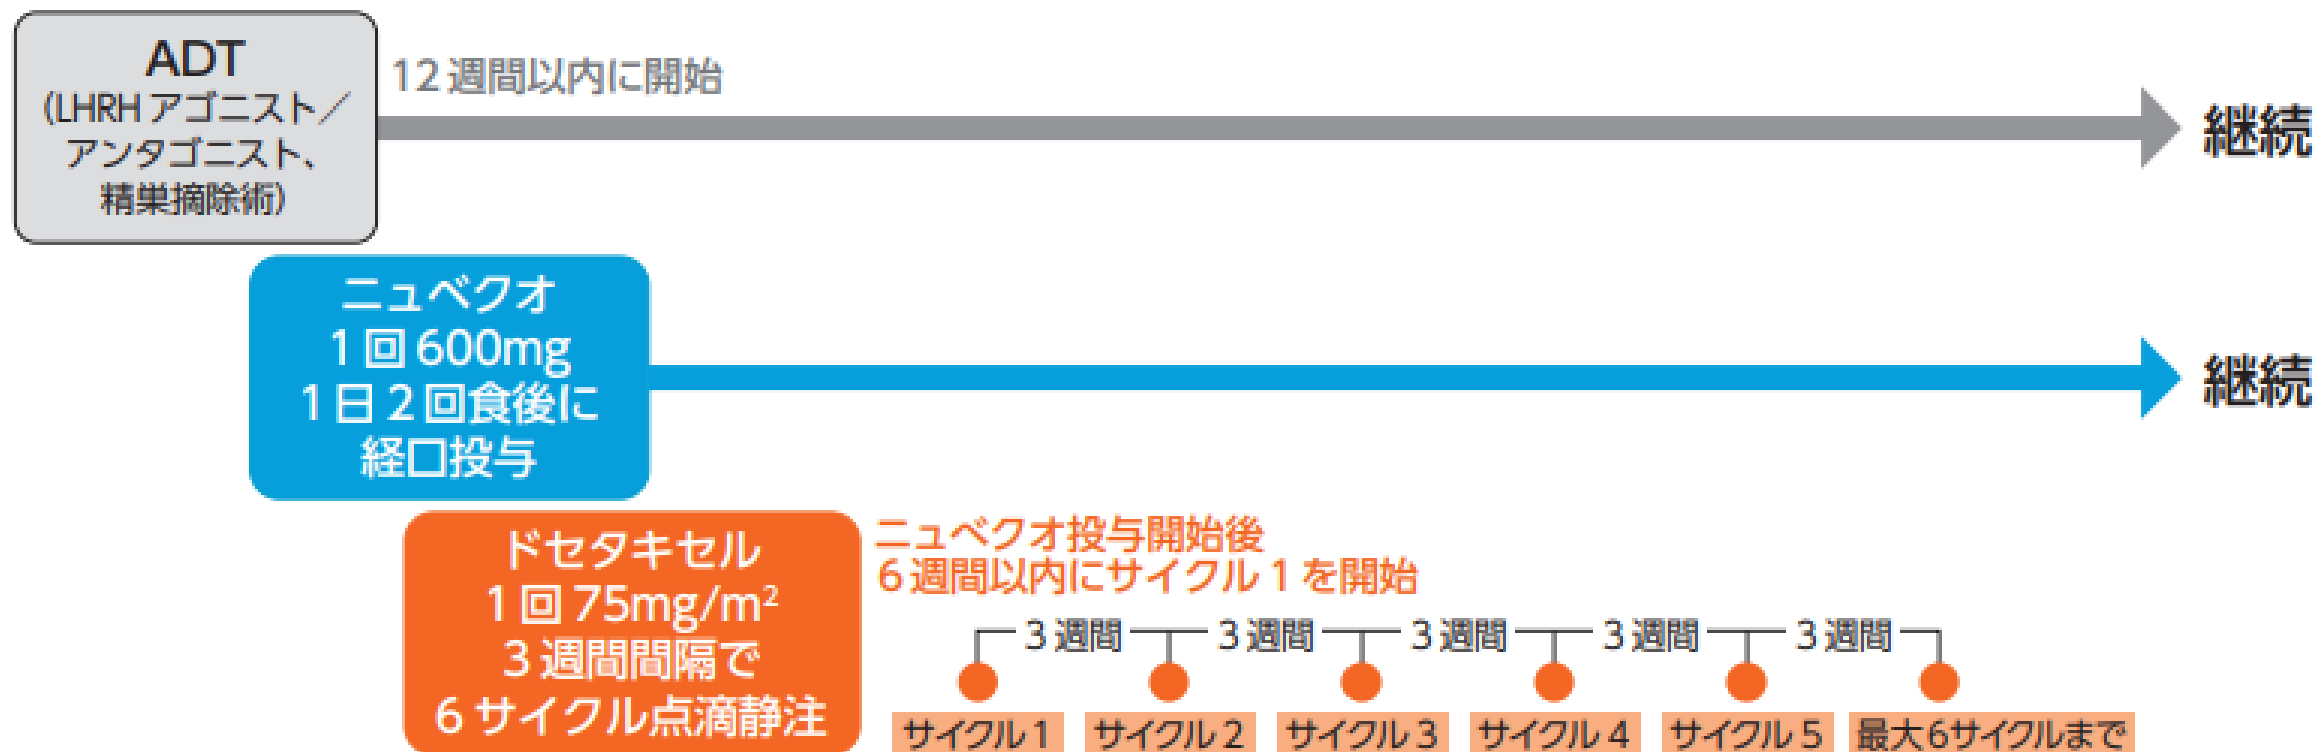 ADT
(LHRH アゴニスト／
アンタゴニスト、
精巣摘除術)
12週間以内に開始
継続
ニュベクオ
1回600mg
1日2回食後に
経口投与
継続
ドセタキセル
1回75mg/m²
3週間間隔で
6サイクル点滴静注
ニュベクオ投与開始後
6週間以内にサイクル1を開始
3週間 3週間 3週間 3週間 3週間
サイクル1 サイクル2 サイクル3 サイクル4 サイクル5 最大6サイクルまで